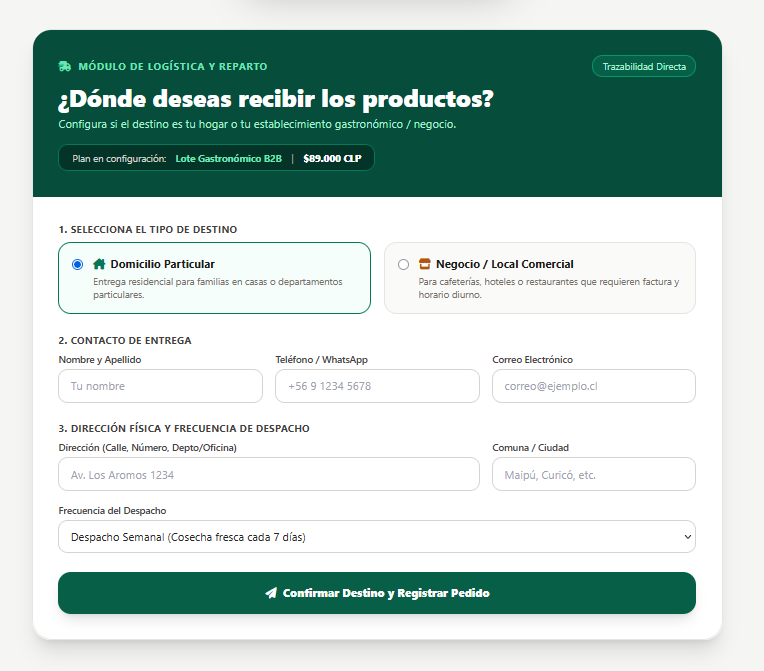 MÓDULO DE LOGÍSTICA Y REPARTO
Trazabilidad Directa
¿Dónde deseas recibir los productos?
Configura si el destino es tu hogar o tu establecimiento gastronómico / negocio.
Plan en configuración: Lote Gastronómico B2B | $89.000 CLP
1. SELECCIONA EL TIPO DE DESTINO
Domicilio Particular
Entrega residencial para familias en casas o departamentos
particulares.
Negocio / Local Comercial
Para cafeterías, hoteles o restaurantes que requieren factura y
horario diurno.
2. CONTACTO DE ENTREGA
Nombre y Apellido
Teléfono / WhatsApp
Correo Electrónico
Tu nombre
+56 9 1234 5678
correo@ejemplo.cl
3. DIRECCIÓN FÍSICA Y FRECUENCIA DE DESPACHO
Dirección (Calle, Número, Depto/Oficina)
Comuna / Ciudad
Av. Los Aromos 1234
Maipú, Curicó, etc.
Frecuencia del Despacho
Despacho Semanal (Cosecha fresca cada 7 días)
Confirmar Destino y Registrar Pedido